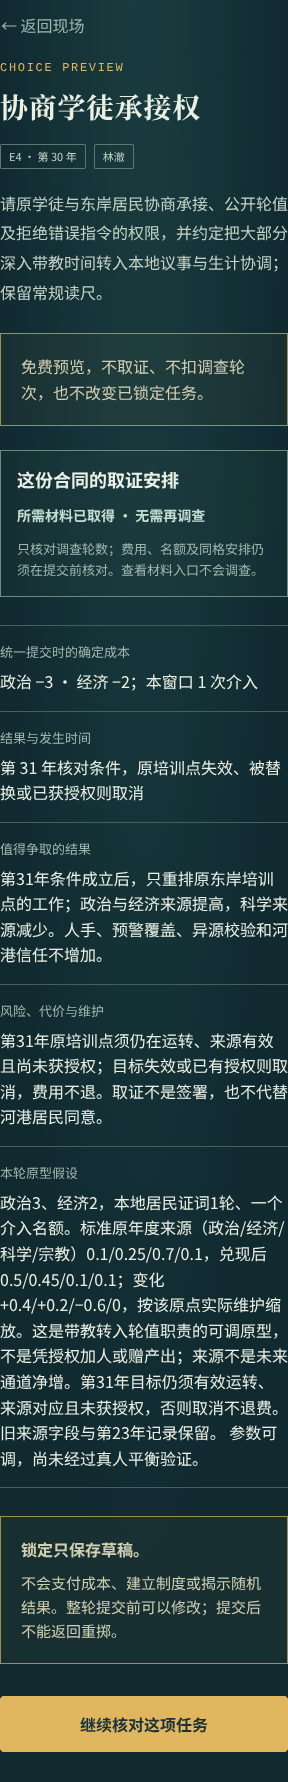 ← 返回现场
CHOICE PREVIEW
协商学徒承接权
E4 · 第 30 年
林澈
请原学徒与东岸居民协商承接、公开轮值
及拒绝错误指令的权限，并约定把大部分
深入带教时间转入本地议事与生计协调；
保留常规读尺。
免费预览，不取证、不扣调查轮
次，也不改变已锁定任务。
这份合同的取证安排
所需材料已取得 · 无需再调查
只核对调查轮数；费用、名额及同格安排仍
须在提交前核对。查看材料入口不会调查。
统一提交时的确定成本
政治 −3 · 经济 −2；本窗口 1 次介入
结果与发生时间
第 31 年核对条件，原培训点失效、被替
换或已获授权则取消
值得争取的结果
第31年条件成立后，只重排原东岸培训
点的工作；政治与经济来源提高，科学来
源减少。人手、预警覆盖、异源校验和河
港信任不增加。
风险、代价与维护
第31年原培训点须仍在运转、来源有效
且尚未获授权；目标失效或已有授权则取
消，费用不退。取证不是签署，也不代替
河港居民同意。
本轮原型假设
政治3、经济2，本地居民证词1轮、一个
介入名额。标准原年度来源（政治/经济/
科学/宗教）0.1/0.25/0.7/0.1，兑现后
0.5/0.45/0.1/0.1；变化
+0.4/+0.2/−0.6/0，按该原点实际维护缩
放。这是带教转入轮值职责的可调原型，
不是凭授权加人或赠产出；来源不是未来
通道净增。第31年目标仍须有效运转、
来源对应且未获授权，否则取消不退费。
旧来源字段与第23年记录保留。 参数可
调，尚未经过真人平衡验证。
锁定只保存草稿。
不会支付成本、建立制度或揭示随机
结果。整轮提交前可以修改；提交后
不能返回重掷。
继续核对这项任务